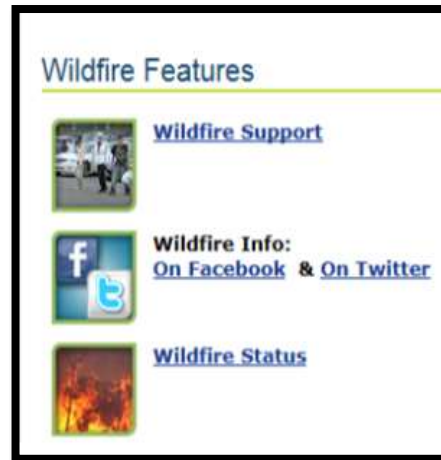 Wildfire Features
Wildfire Support
Wildfire Info:
On Facebook & On Twitter
Wildfire Status